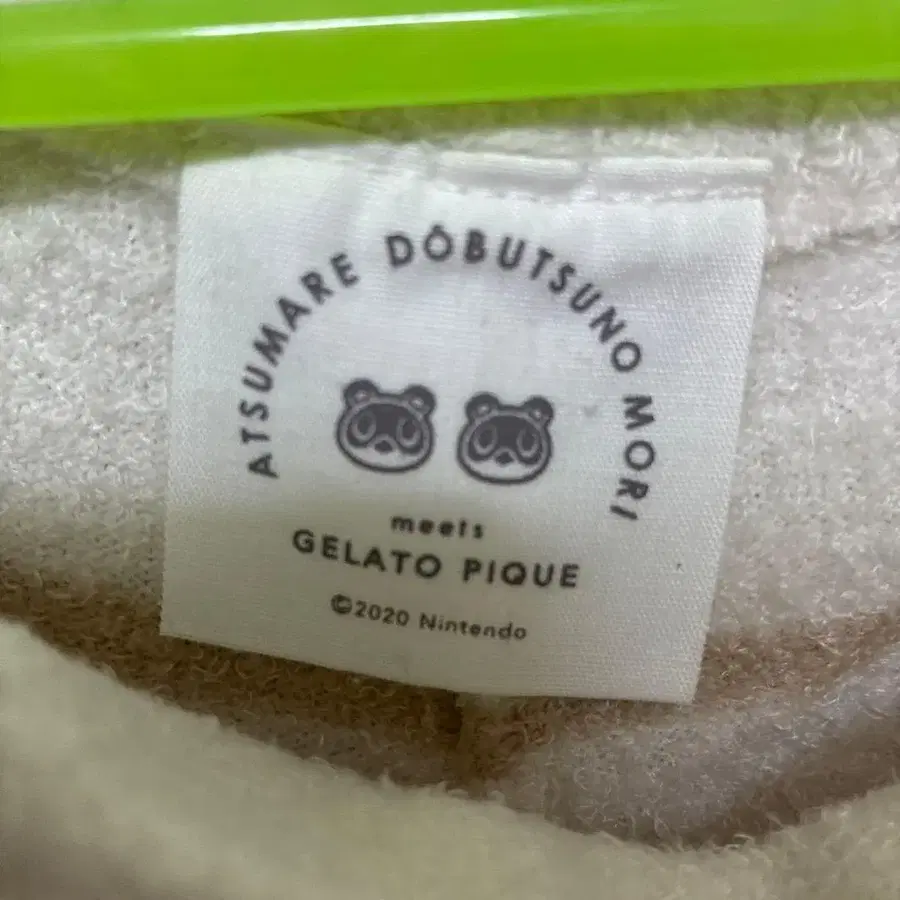 ATSUMARE DŌBUTSUNO MORI
meets
GELATO PIQUE
©2020 Nintendo